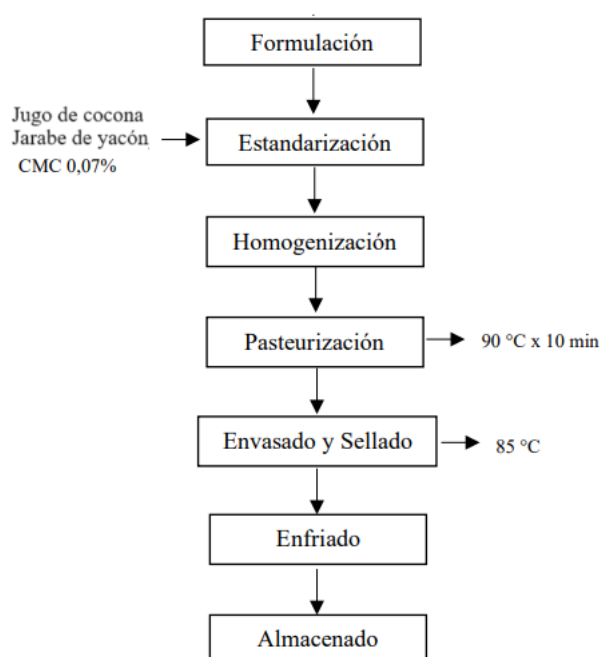 Formulación
Jugo de cocona
Jarabe de yacón
CMC 0,07%
Estandarización
Homogenización
Pasteurización
90 °C x 10 min
Envasado y Sellado
85 °C
Enfriado
Almacenado